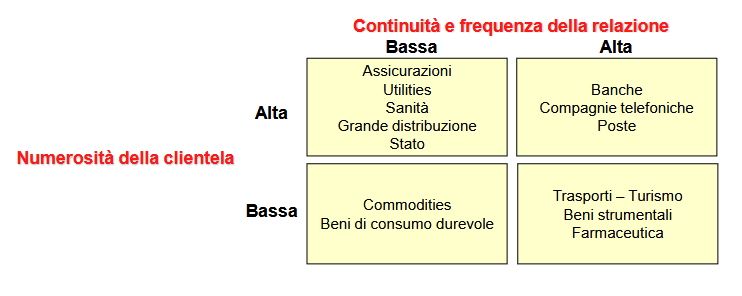 Continuità e frequenza della relazione
Bassa
Alta
Alta
Assicurazioni
Utilities
Sanità
Grande distribuzione
Stato
Banche
Compagnie telefoniche
Poste
Numerosità della clientela
Bassa
Commodities
Beni di consumo durevole
Trasporti – Turismo
Beni strumentali
Farmaceutica